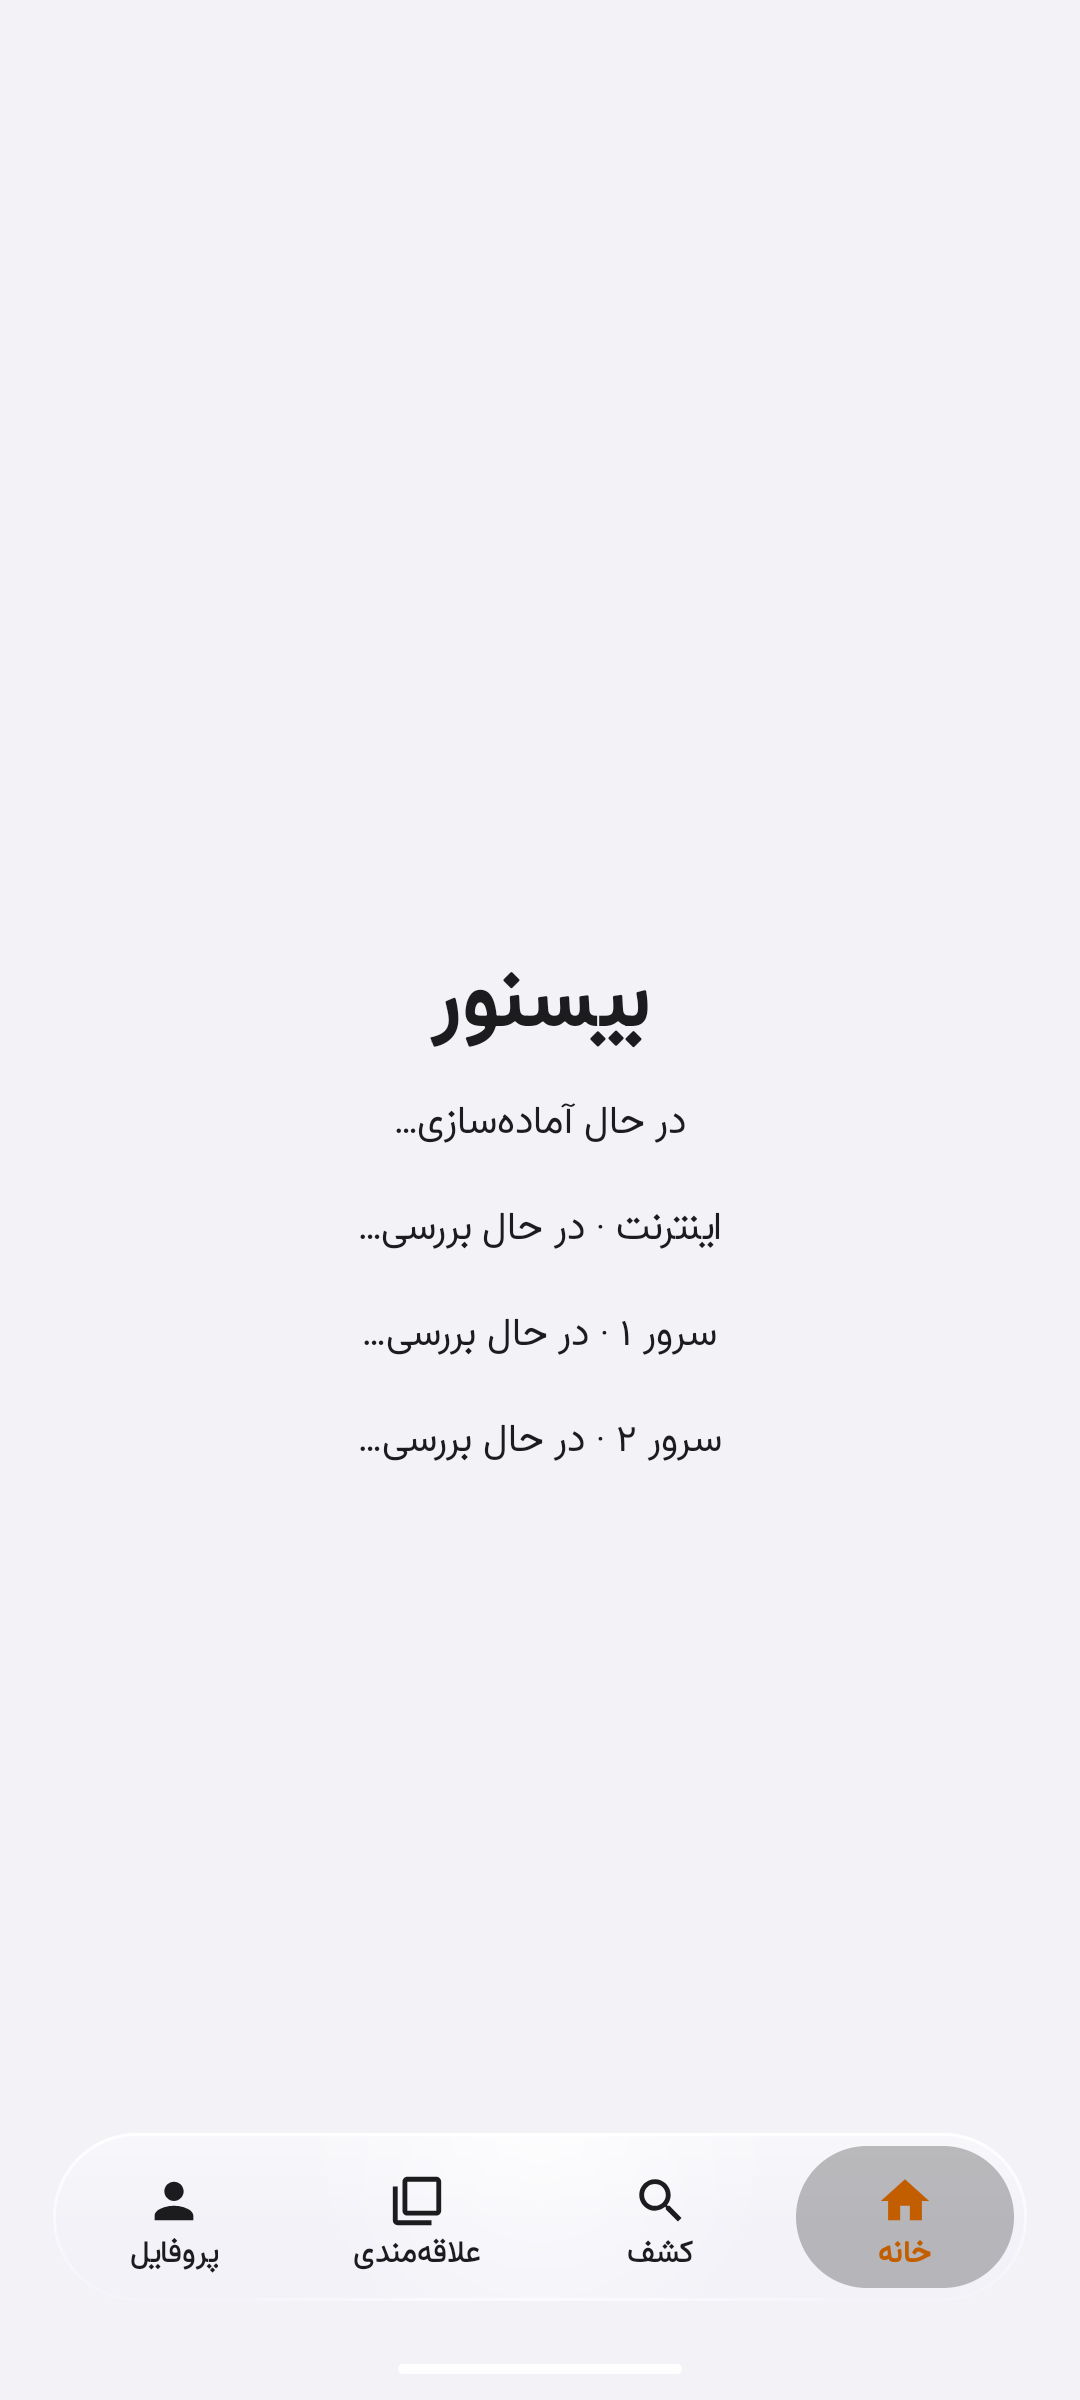 بیسنور
در حال آماده‌سازی…
اینترنت · در حال بررسی…
سرور ۱ · در حال بررسی…
سرور ۲ · در حال بررسی…
خانه
کشف
علاقه‌مندی
پروفایل